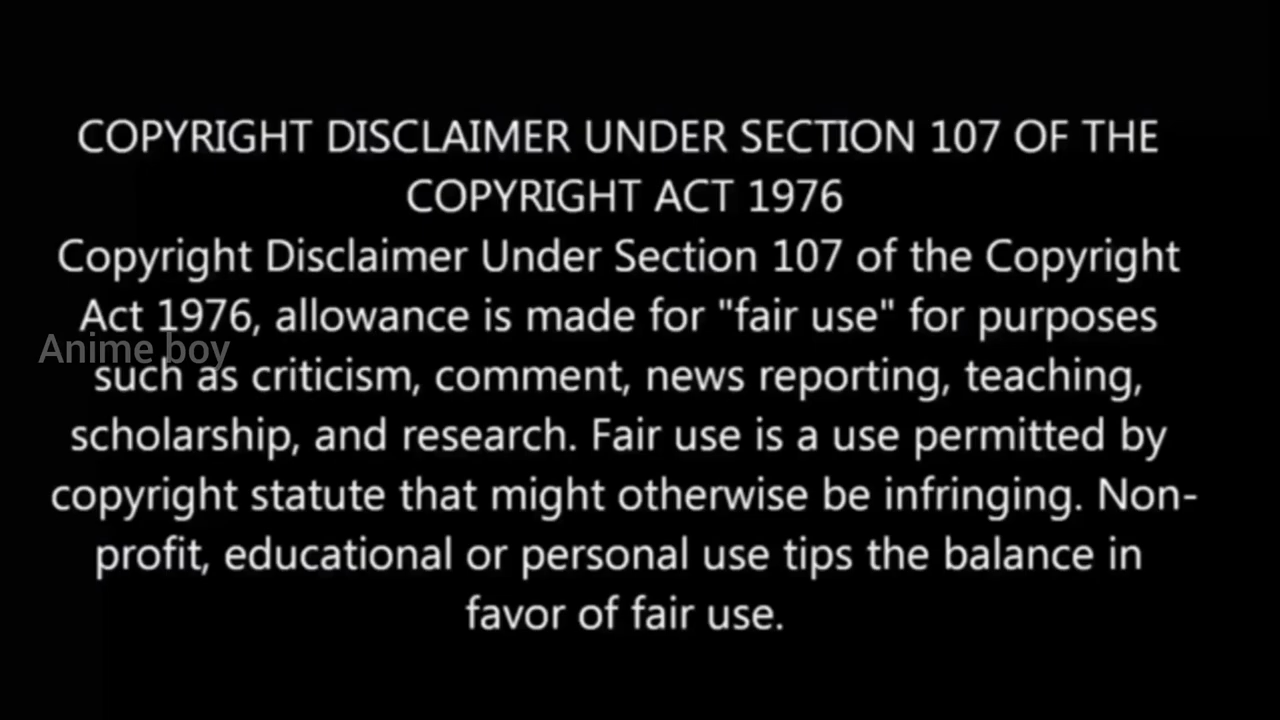 COPYRIGHT DISCLAIMER UNDER SECTION 107 OF THE
COPYRIGHT ACT 1976
Copyright Disclaimer Under Section 107 of the Copyright
Act 1976, allowance is made for "fair use" for purposes
Anime boy
such as criticism, comment, news reporting, teaching,
scholarship, and research. Fair use is a use permitted by
copyright statute that might otherwise be infringing. Non-
profit, educational or personal use tips the balance in
favor of fair use.